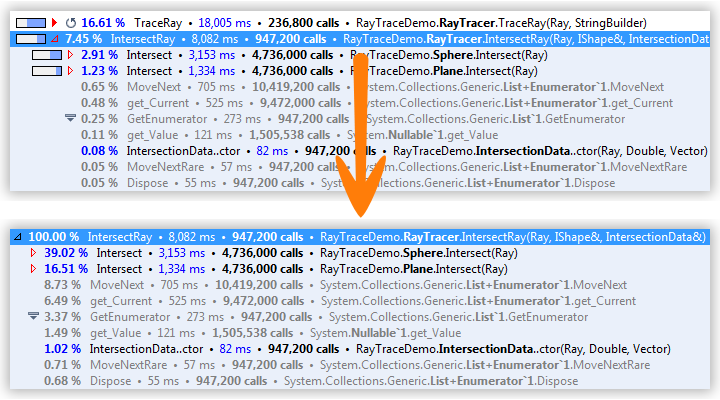 16.61 % TraceRay • 18,005 ms • 236,800 calls • RayTraceDemo.RayTracer.TraceRay(Ray, StringBuilder)
7.45 % IntersectRay • 8,082 ms • 947,200 calls • RayTraceDemo.RayTracer.IntersectRay(Ray, IShape&, IntersectionData
2.91 % Intersect • 3,153 ms • 4,736,000 calls • RayTraceDemo.Sphere.Intersect(Ray)
1.23 % Intersect • 1,334 ms • 4,736,000 calls • RayTraceDemo.Plane.Intersect(Ray)
0.65 % MoveNext • 705 ms • 10,419,200 calls • System.Collections.Generic.List+Enumerator`1.MoveNext
0.48 % get_Current • 525 ms • 9,472,000 calls • System.Collections.Generic.List+Enumerator`1.get_Current
0.25 % GetEnumerator • 273 ms • 947,200 calls • System.Collections.Generic.List`1.GetEnumerator
0.11 % get_Value • 121 ms • 1,505,538 calls • System.Nullable`1.get_Value
0.08 % IntersectionData..ctor • 82 ms • 947,200 calls • RayTraceDemo.IntersectionData..ctor(Ray, Double, Vector)
0.05 % MoveNextRare • 57 ms • 947,200 calls • System.Collections.Generic.List+Enumerator`1.MoveNextRare
0.05 % Dispose • 55 ms • 947,200 calls • System.Collections.Generic.List+Enumerator`1.Dispose
100.00 % IntersectRay • 8,082 ms • 947,200 calls • RayTraceDemo.RayTracer.IntersectRay(Ray, IShape&, IntersectionData&)
39.02 % Intersect • 3,153 ms • 4,736,000 calls • RayTraceDemo.Sphere.Intersect(Ray)
16.51 % Intersect • 1,334 ms • 4,736,000 calls • RayTraceDemo.Plane.Intersect(Ray)
8.73 % MoveNext • 705 ms • 10,419,200 calls • System.Collections.Generic.List+Enumerator`1.MoveNext
6.49 % get_Current • 525 ms • 9,472,000 calls • System.Collections.Generic.List+Enumerator`1.get_Current
3.37 % GetEnumerator • 273 ms • 947,200 calls • System.Collections.Generic.List`1.GetEnumerator
1.49 % get_Value • 121 ms • 1,505,538 calls • System.Nullable`1.get_Value
1.02 % IntersectionData..ctor • 82 ms • 947,200 calls • RayTraceDemo.IntersectionData..ctor(Ray, Double, Vector)
0.71 % MoveNextRare • 57 ms • 947,200 calls • System.Collections.Generic.List+Enumerator`1.MoveNextRare
0.68 % Dispose • 55 ms • 947,200 calls • System.Collections.Generic.List+Enumerator`1.Dispose